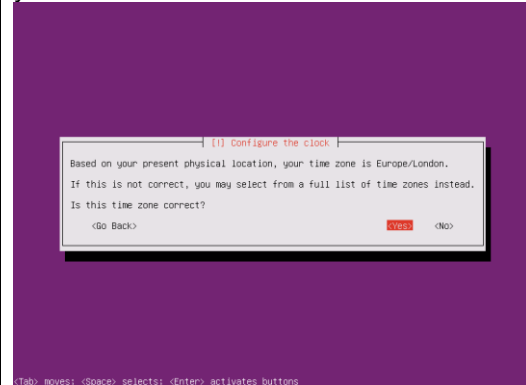 [!] Configure the clock
Based on your present physical location, your time zone is Europe/London.
If this is not correct, you may select from a full list of time zones instead.
Is this time zone correct?
<Go Back> <Yes> <No>
<Tab> moves; <Space> selects; <Enter> activates buttons